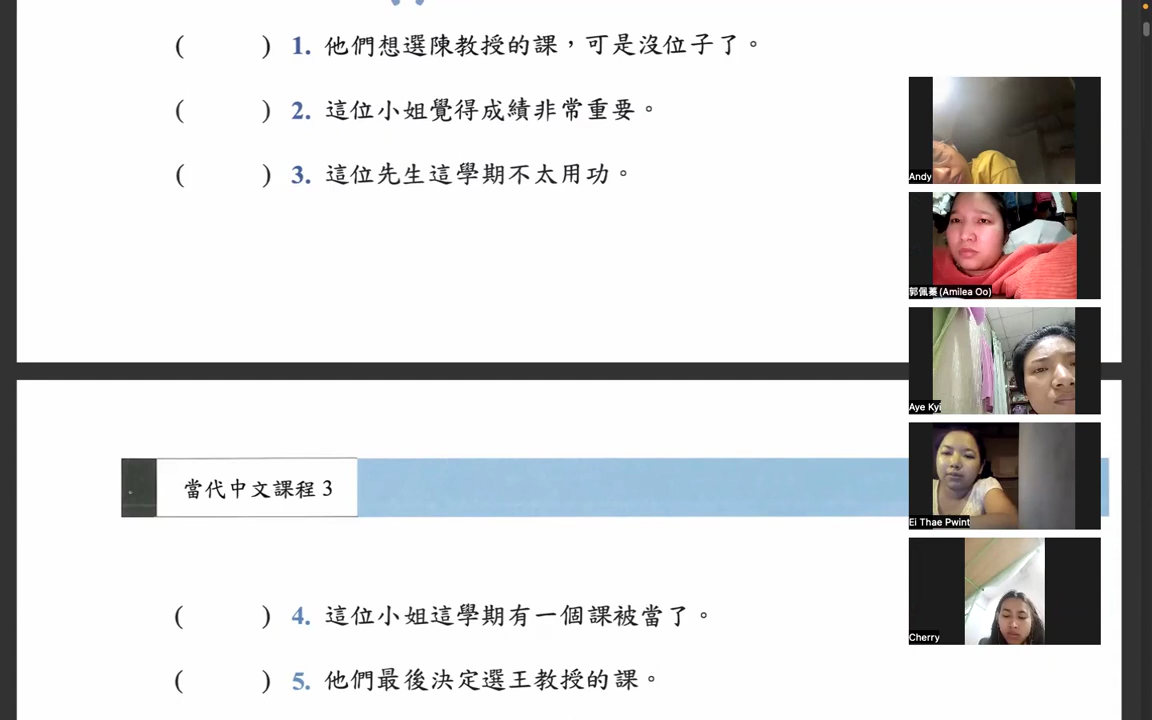 ( ) 1. 他們想選陳教授的課，可是沒位子了。
( ) 2. 這位小姐覺得成績非常重要。
( ) 3. 這位先生這學期不太用功。
當代中文課程 3
( ) 4. 這位小姐這學期有一個課被當了。
( ) 5. 他們最後決定選王教授的課。
Andy
郭佩蓁 (Amilea Oo)
Aye Kyi
Ei Thae Pwint
Cherry